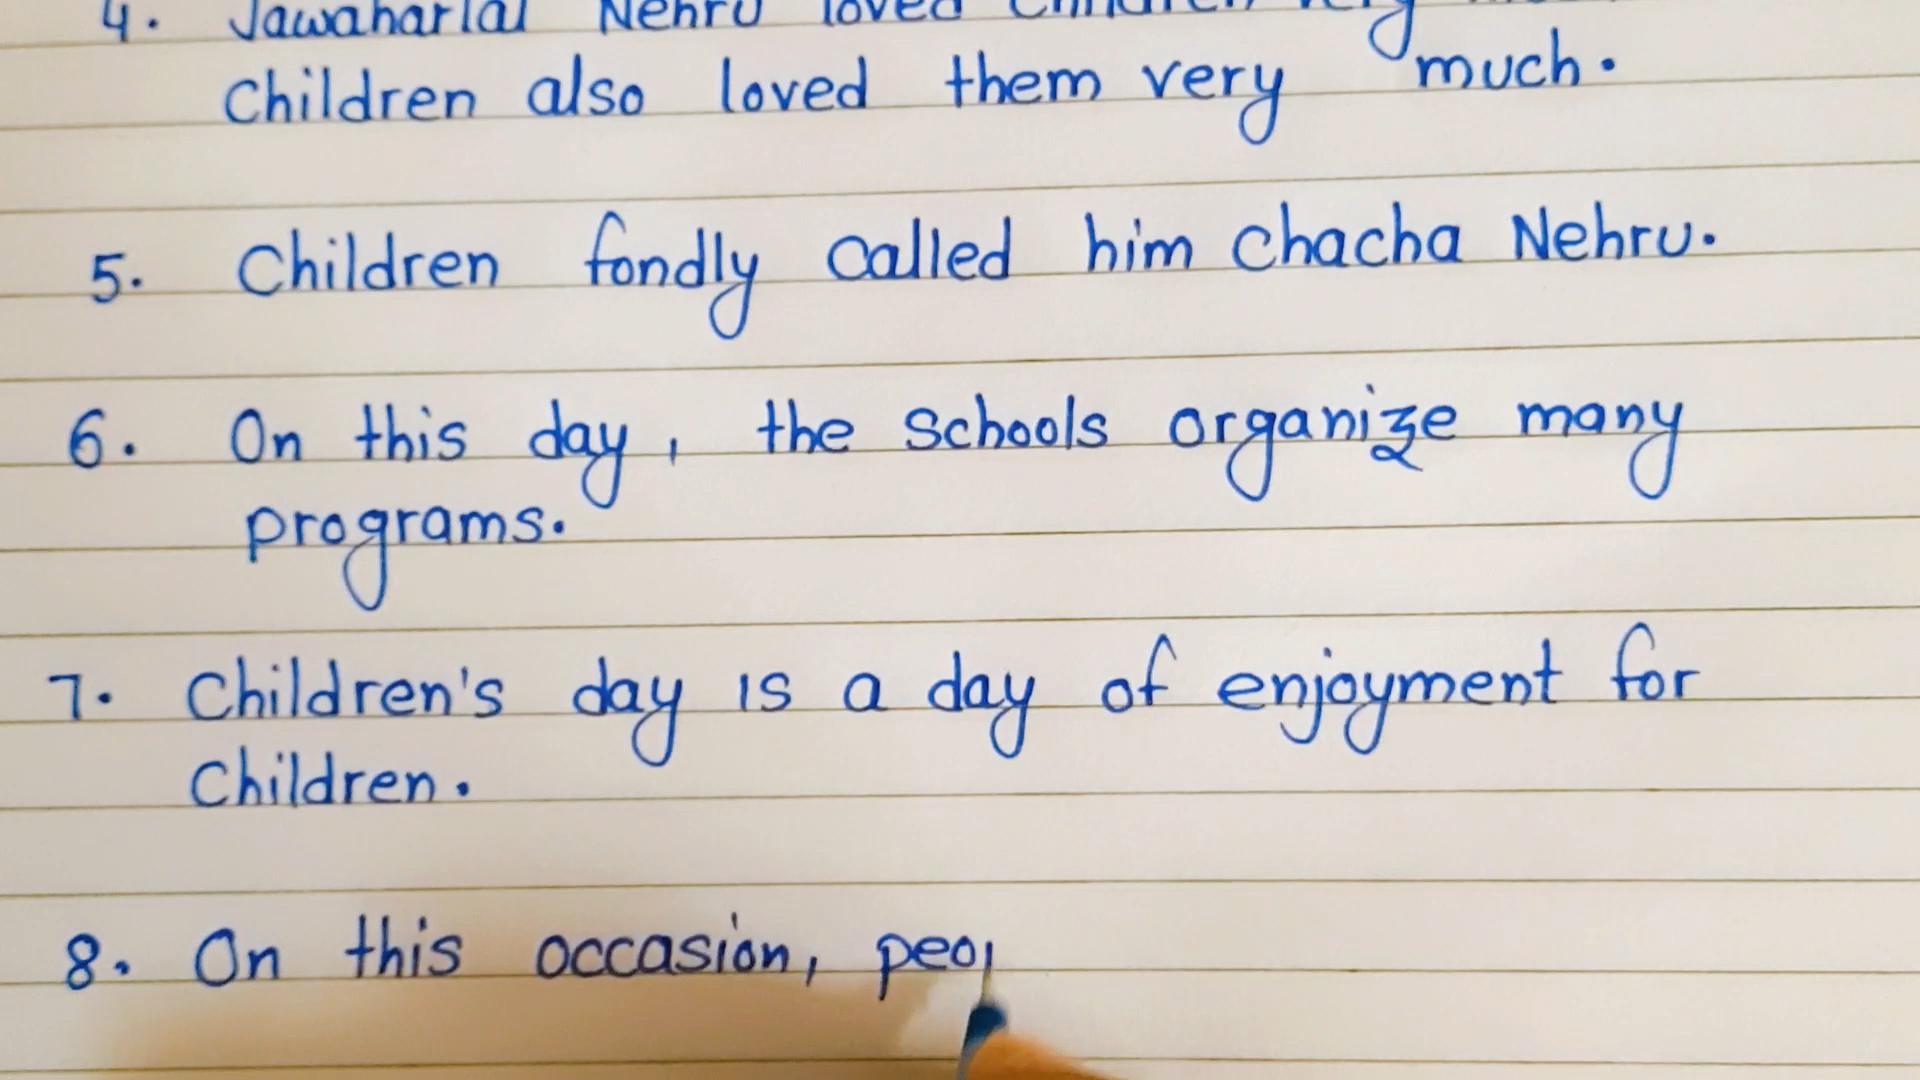 4. Jawaharlal Nehru loved children very
Children also loved them very much.
5. Children fondly called him Chacha Nehru.
6. On this day, the Schools organize many
programs.
7. Children's day is a day of enjoyment for
Children.
8. On this occasion,